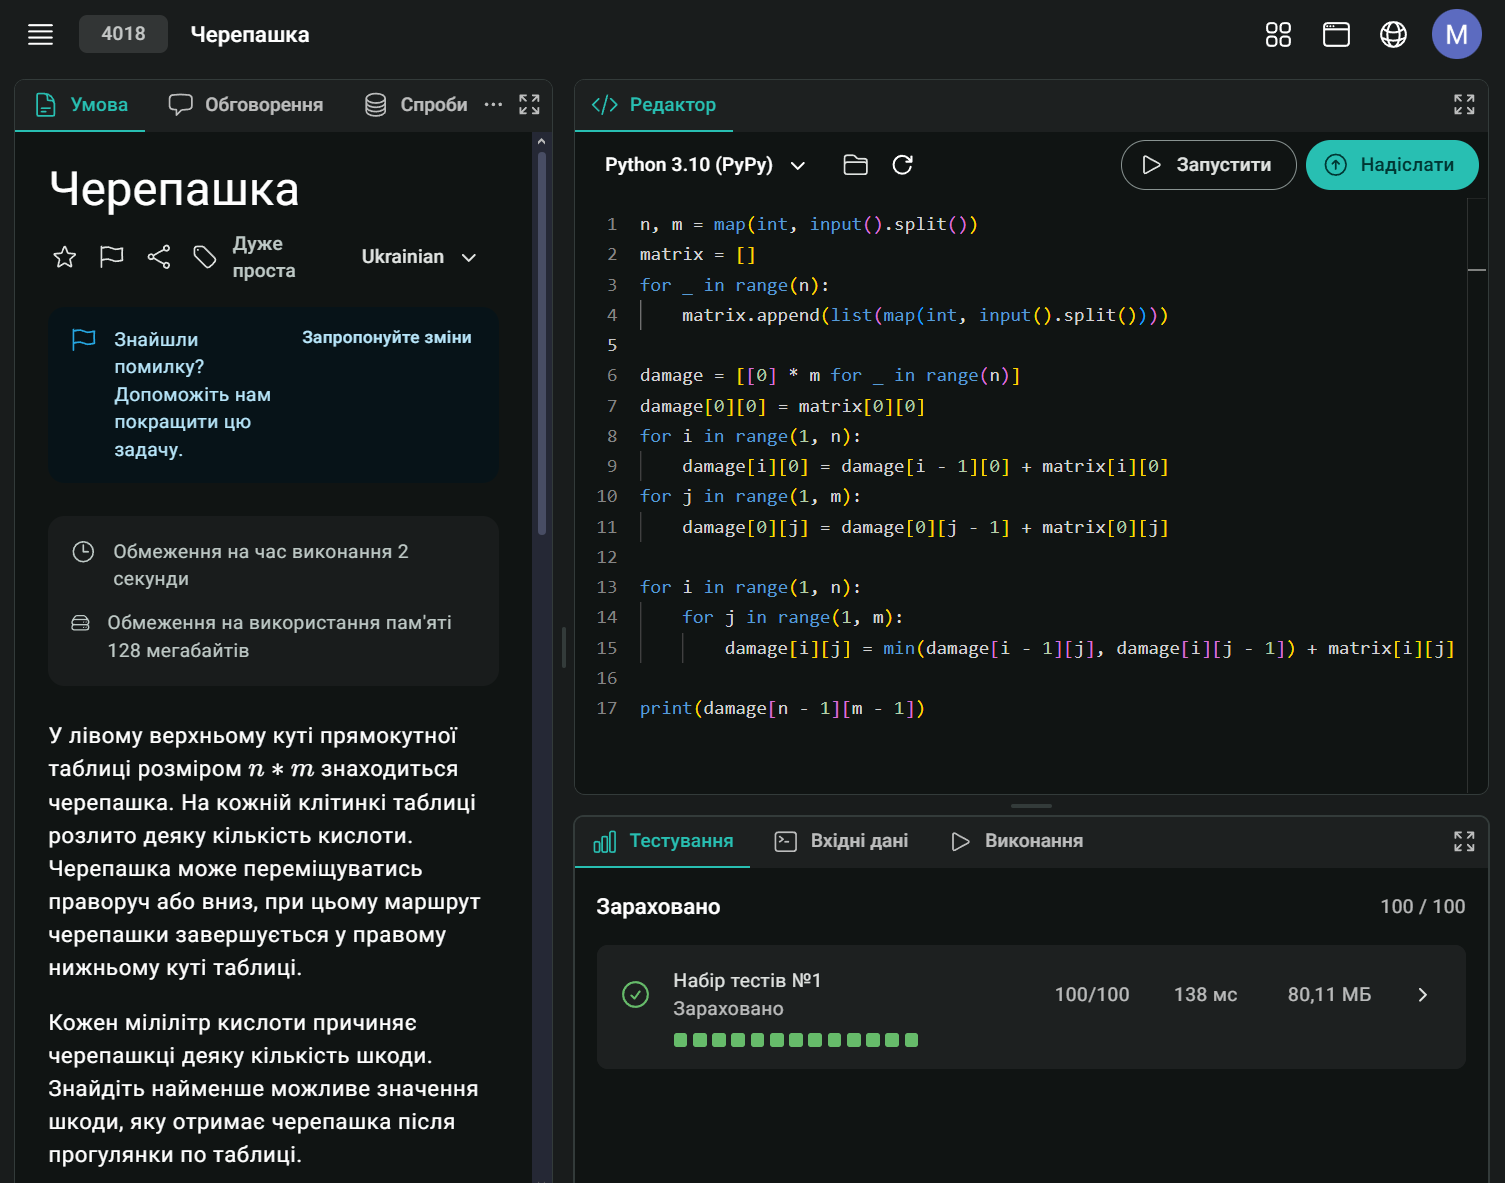 4018
Черепашка
M
Умова
Обговорення
Спроби
Черепашка
Дуже
проста
Ukrainian
Знайшли
помилку?
Допоможіть нам
покращити цю
задачу.
Запропонуйте зміни
Обмеження на час виконання 2
секунди
Обмеження на використання пам'яті
128 мегабайтів
У лівому верхньому куті прямокутної
таблиці розміром n * m знаходиться
черепашка. На кожній клітинкі таблиці
розлито деяку кількість кислоти.
Черепашка може переміщуватись
праворуч або вниз, при цьому маршрут
черепашки завершується у правому
нижньому куті таблиці.
Кожен мілілітр кислоти причиняє
черепашкці деяку кількість шкоди.
Знайдіть найменше можливе значення
шкоди, яку отримає черепашка після
прогулянки по таблиці.
Редактор
Python 3.10 (PyPy)
Запустити
Надіслати
1 n, m = map(int, input().split())
2 matrix = []
3 for _ in range(n):
4     matrix.append(list(map(int, input().split())))
5
6 damage = [[0] * m for _ in range(n)]
7 damage[0][0] = matrix[0][0]
8 for i in range(1, n):
9     damage[i][0] = damage[i - 1][0] + matrix[i][0]
10 for j in range(1, m):
11     damage[0][j] = damage[0][j - 1] + matrix[0][j]
12
13 for i in range(1, n):
14     for j in range(1, m):
15         damage[i][j] = min(damage[i - 1][j], damage[i][j - 1]) + matrix[i][j]
16
17 print(damage[n - 1][m - 1])
Тестування
Вхідні дані
Виконання
Зараховано
100 / 100
Набір тестів №1
Зараховано
100/100
138 мс
80,11 МБ